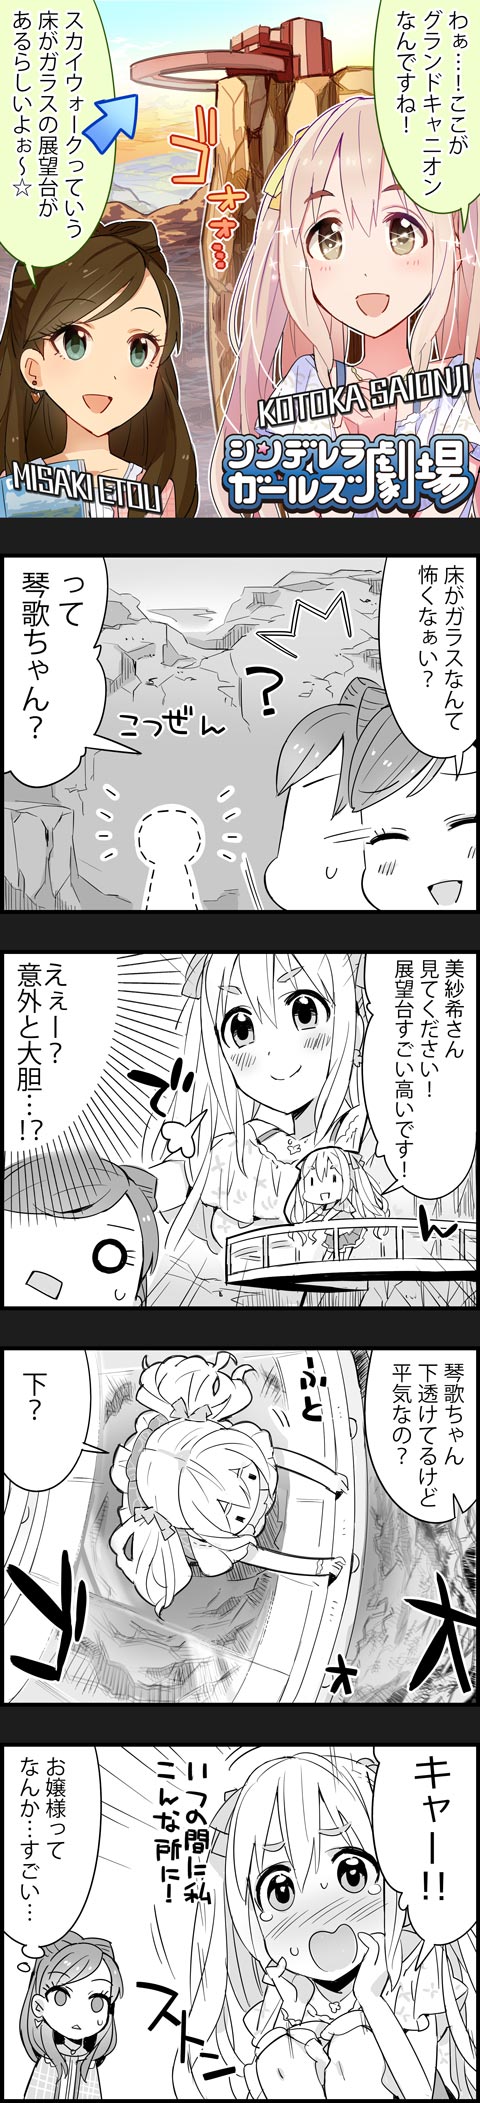 わぁ…！ここが
グランドキャニオン
なんですね！
スカイウォークっていう
床がガラスの展望台が
あるらしいよぉ～☆
ゴオオオ…
KOTOKA SAIONJI
MISAKI ETOU
シンデレラ
ガールズ劇場
床がガラスなんて
怖くなぁい？
？
こつぜん
って
琴歌ちゃん？
美紗希さん
見てください！
展望台すごい高いです！
でん
えぇー？
意外と大胆…!?
琴歌ちゃん
下透けてるけど
平気なの？
ふと
下？
オオオ
キャー!!
いつの間に私
こんな所に！
ストン
お嬢様って
なんか…すごい…